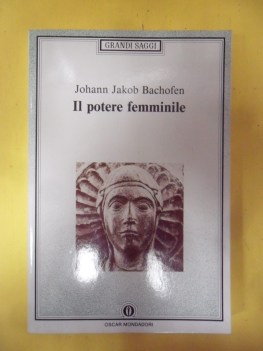 GRANDI SAGGI
Johann Jakob Bachofen
Il potere femminile
OSCAR MONDADORI